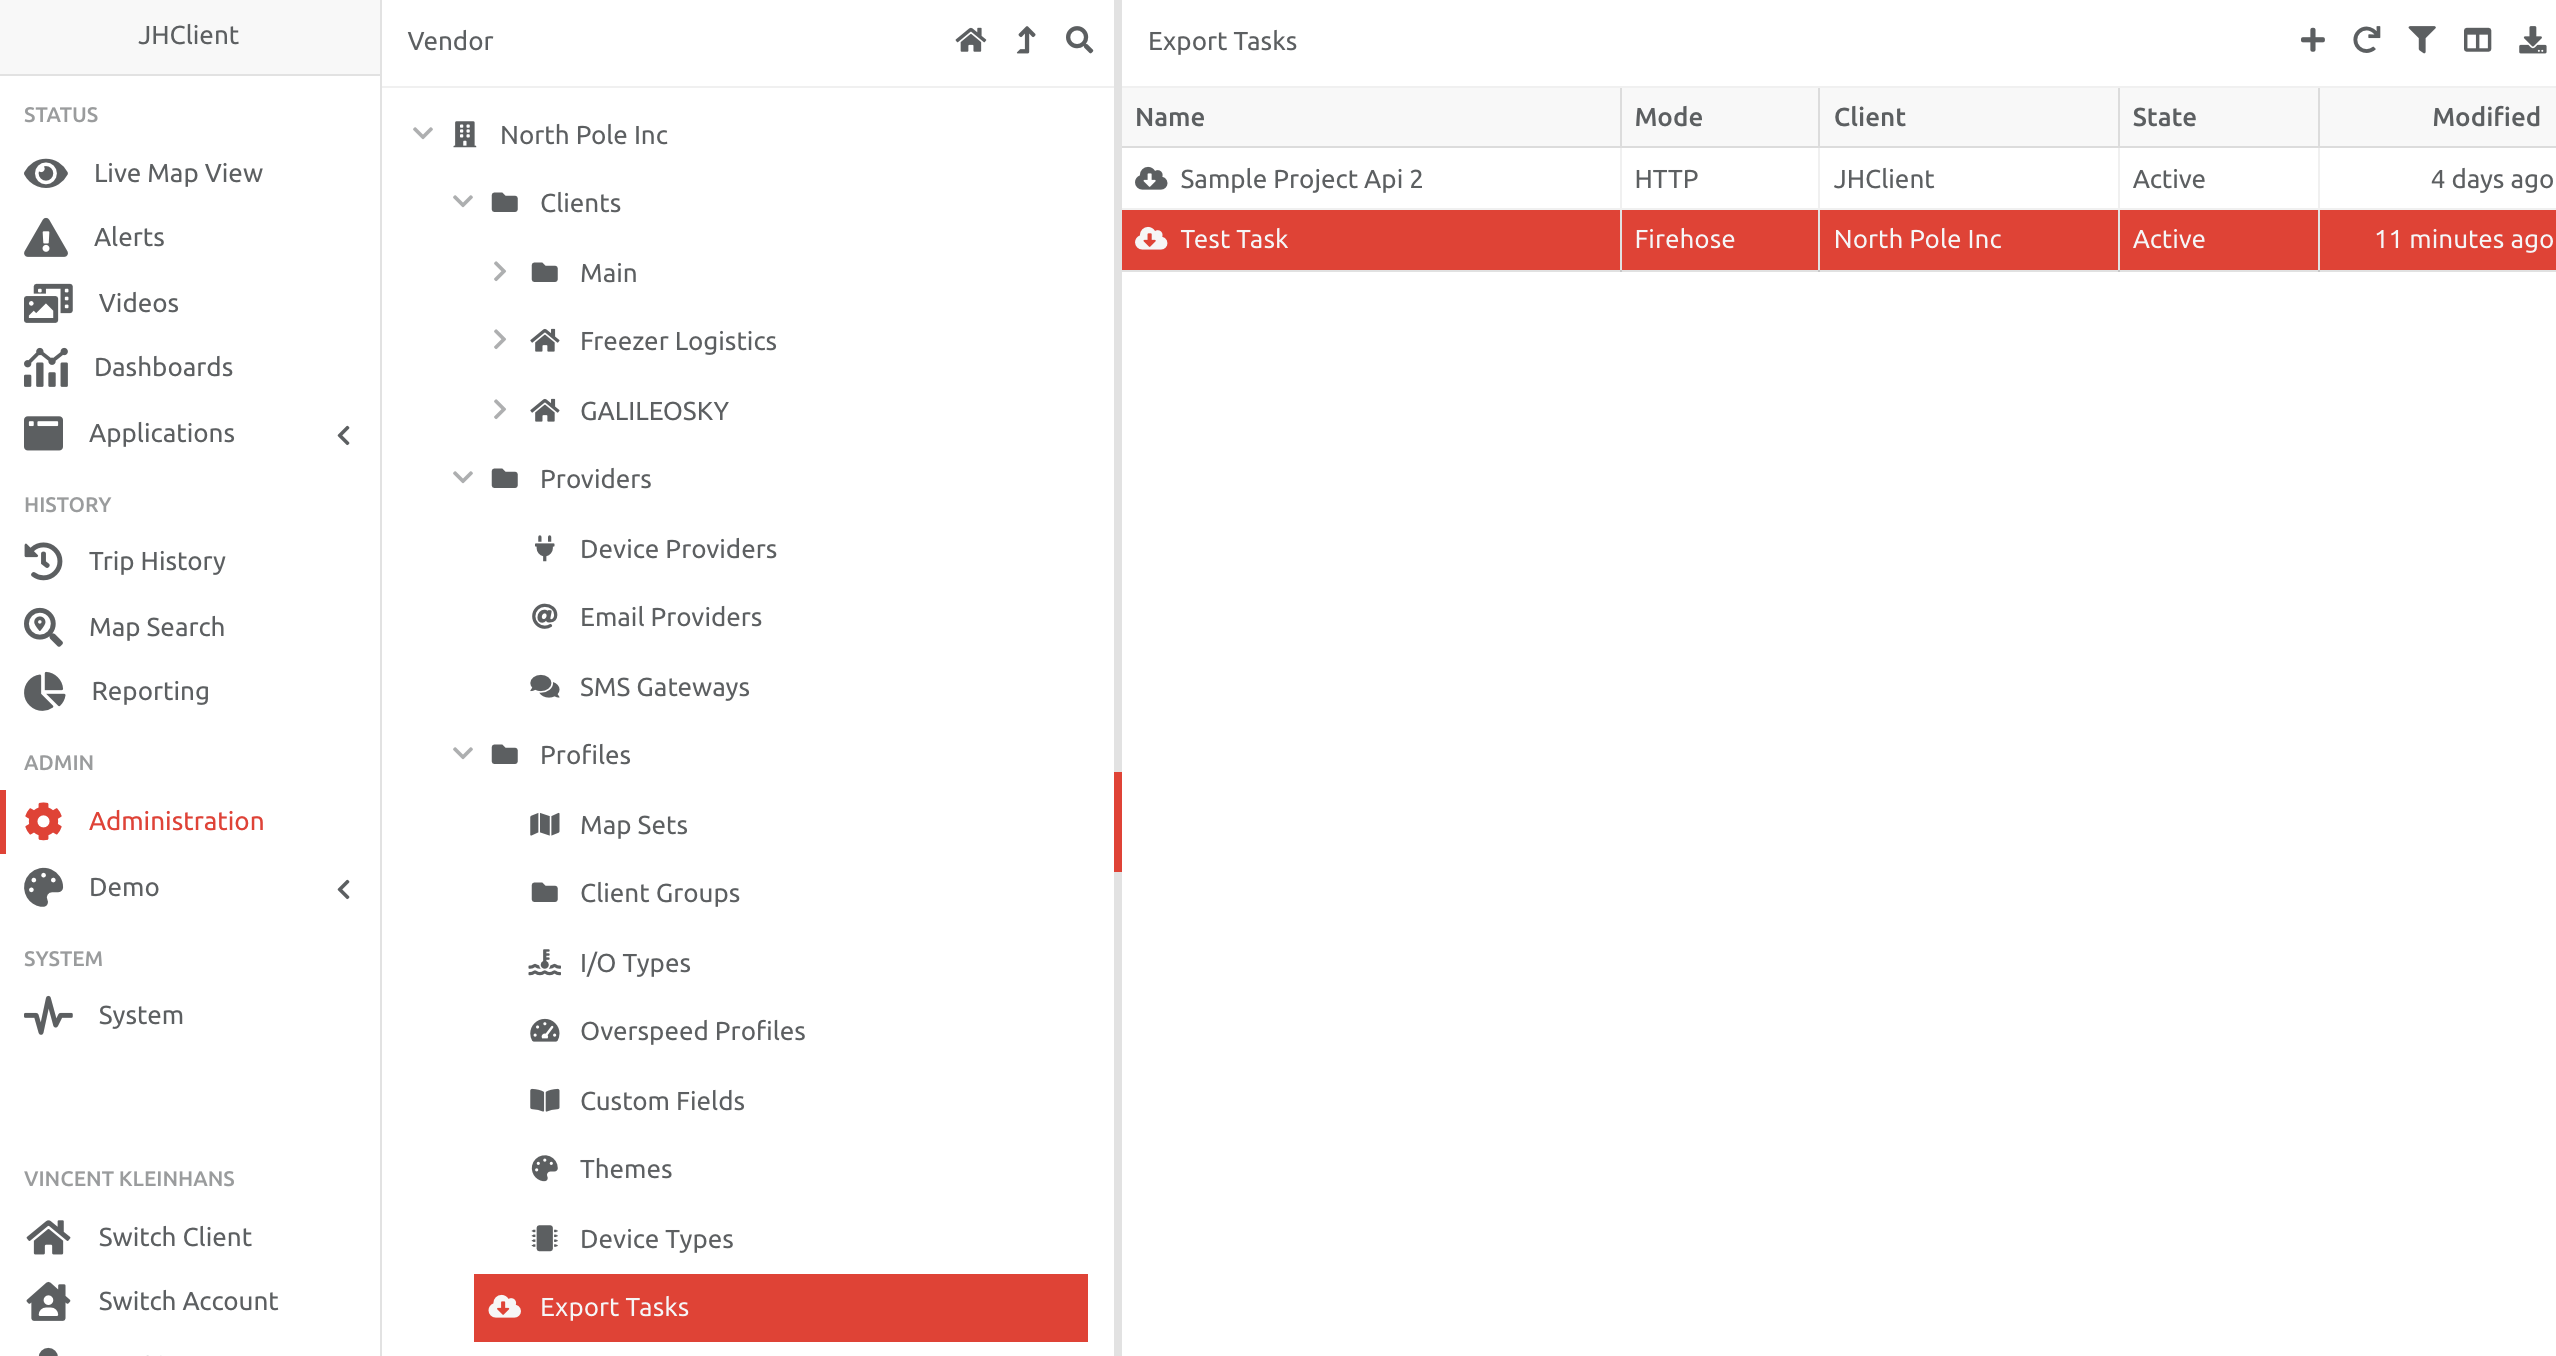 JHClient
STATUS
Live Map View
Alerts
Videos
Dashboards
Applications
HISTORY
Trip History
Map Search
Reporting
ADMIN
Administration
Demo
SYSTEM
System
VINCENT KLEINHANS
Switch Client
Switch Account
Vendor
North Pole Inc
Clients
Main
Freezer Logistics
GALILEOSKY
Providers
Device Providers
Email Providers
SMS Gateways
Profiles
Map Sets
Client Groups
I/O Types
Overspeed Profiles
Custom Fields
Themes
Device Types
Export Tasks
Export Tasks
Name Mode Client State Modified
Sample Project Api 2 HTTP JHClient Active 4 days ago
Test Task Firehose North Pole Inc Active 11 minutes ago